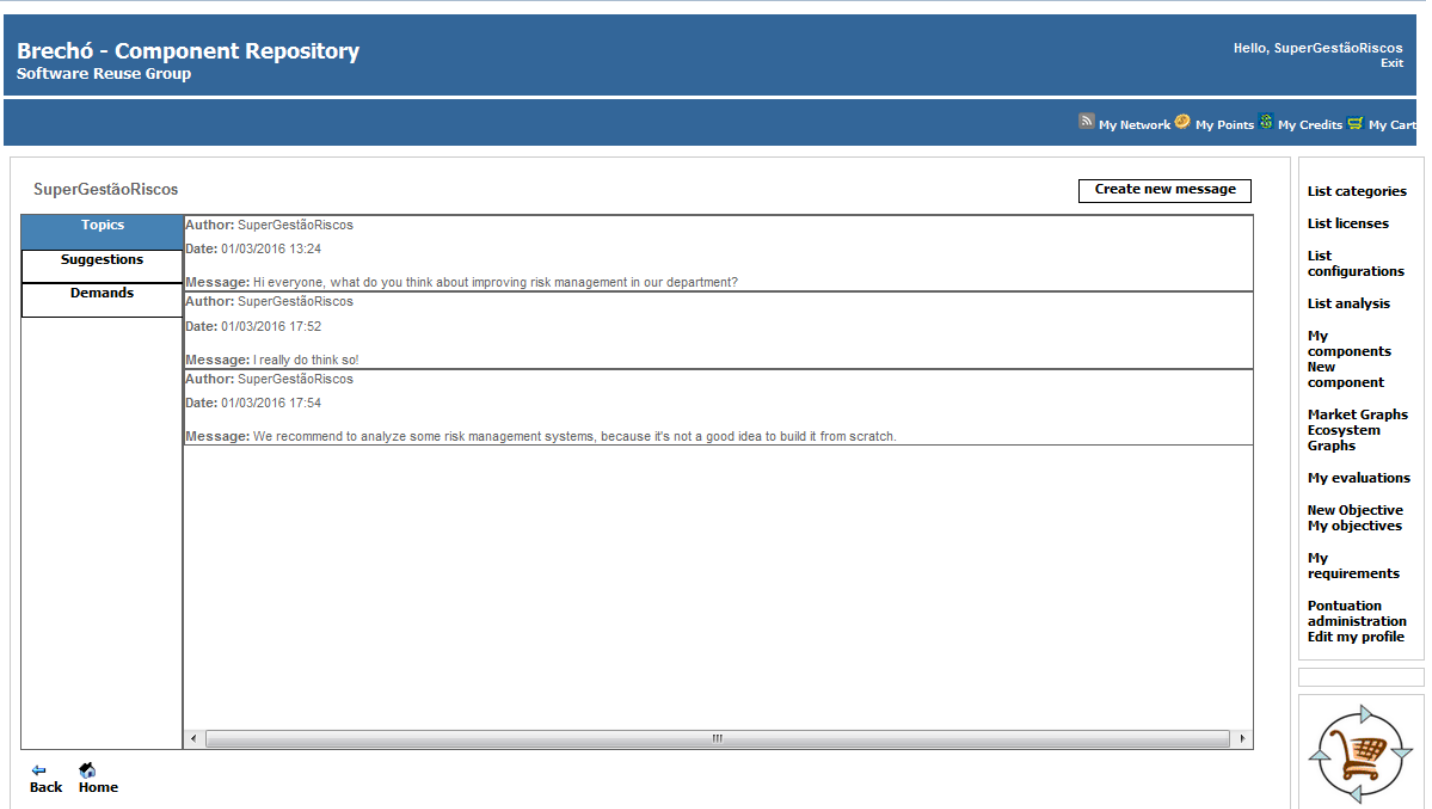 Brechó - Component Repository
Software Reuse Group
Hello, SuperGestãoRiscos
Exit
My Network My Points My Credits My Cart
SuperGestãoRiscos
Create new message
Topics
Suggestions
Demands
Author: SuperGestãoRiscos
Date: 01/03/2016 13:24
Message: Hi everyone, what do you think about improving risk management in our department?
Author: SuperGestãoRiscos
Date: 01/03/2016 17:52
Message: I really do think so!
Author: SuperGestãoRiscos
Date: 01/03/2016 17:54
Message: We recommend to analyze some risk management systems, because it's not a good idea to build it from scratch.
Back Home
List categories
List licenses
List
configurations
List analysis
My
components
New
component
Market Graphs
Ecosystem
Graphs
My evaluations
New Objective
My objectives
My
requirements
Pontuation
administration
Edit my profile